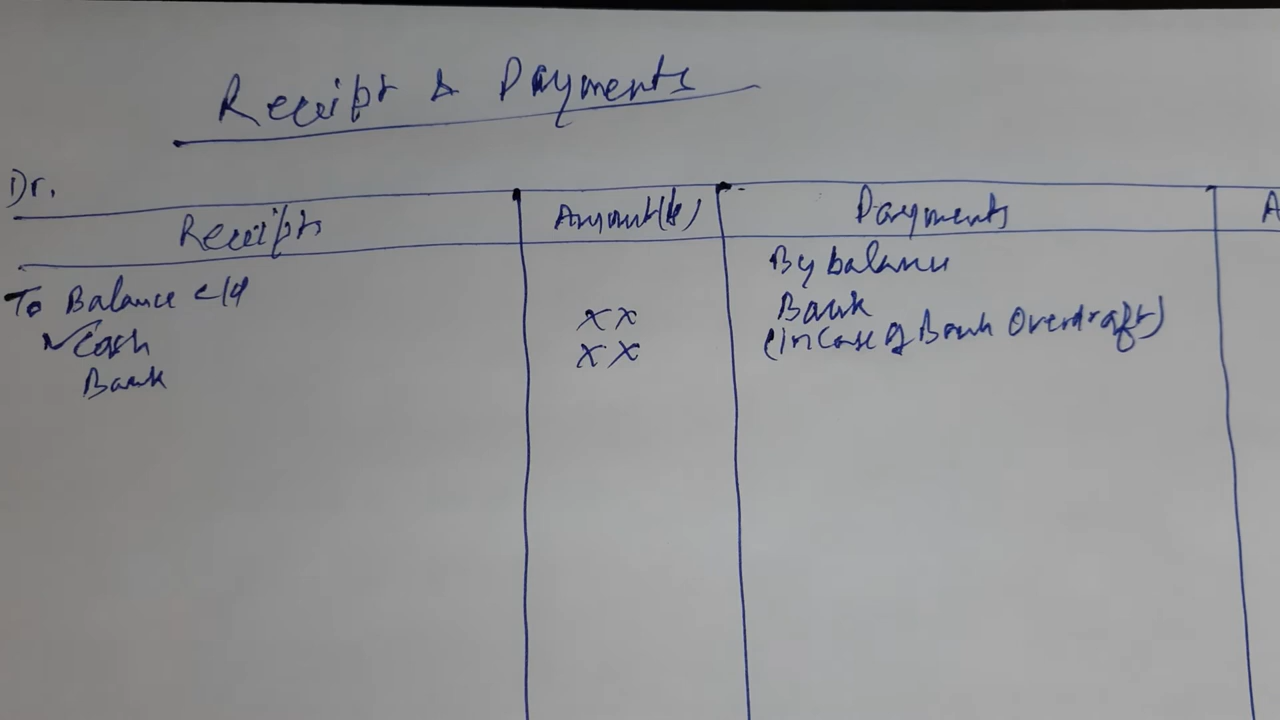 Receipt & Payments
Dr.
Receipts Amount(₹) Payments A
To Balance c/d
Cash xx
Bank xx
By balance
Bank
(in Case of Bank Overdraft)